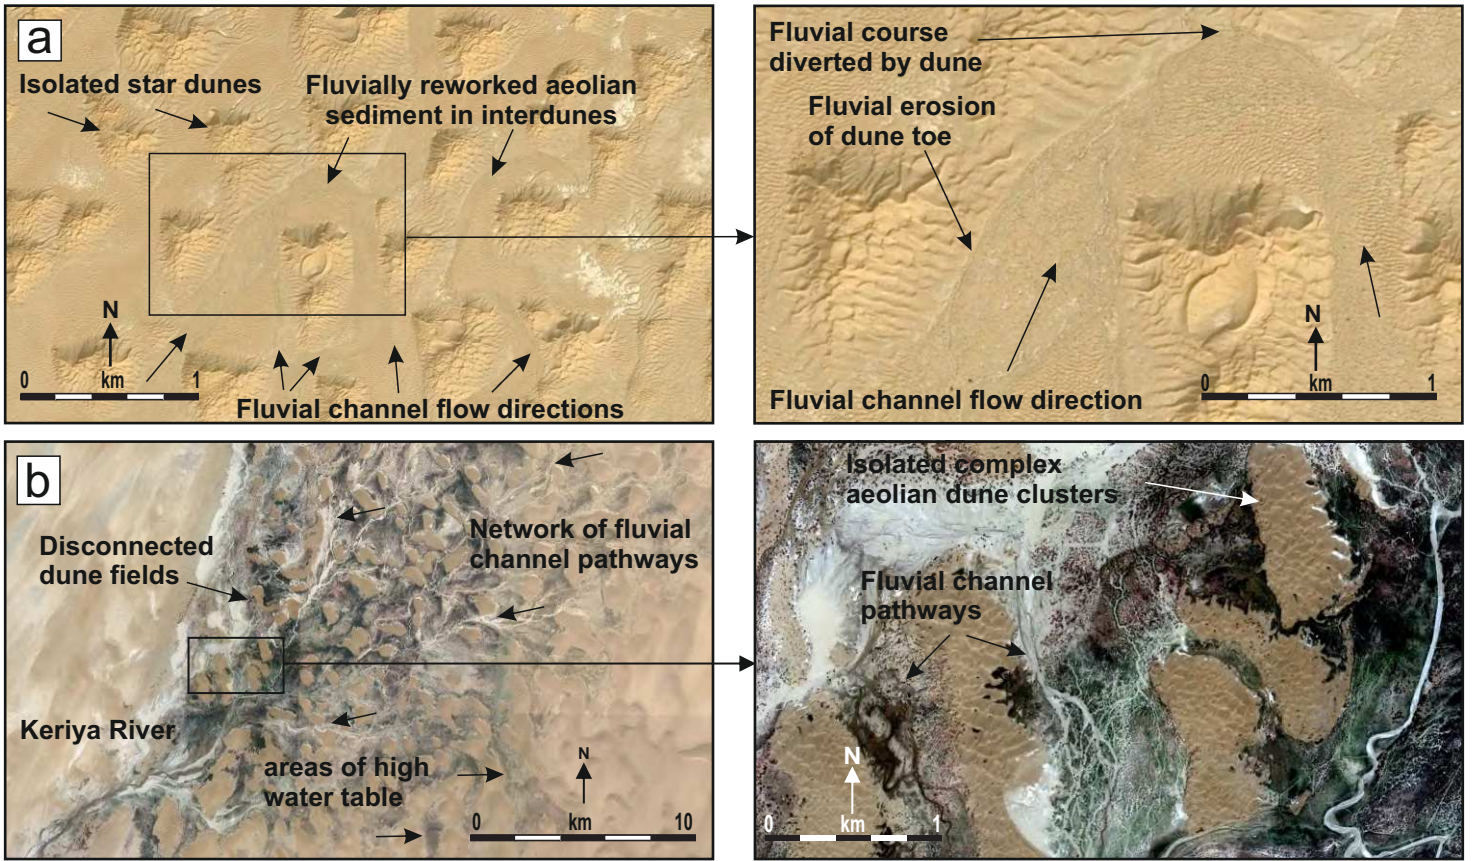 a
Isolated star dunes
Fluvially reworked aeolian
sediment in interdunes
N
0 km 1
Fluvial channel flow directions
Fluvial course
diverted by dune
Fluvial erosion
of dune toe
N
0 km 1
Fluvial channel flow direction
b
Disconnected
dune fields
Network of fluvial
channel pathways
Keriya River
areas of high
water table
N
0 km 10
Isolated complex
aeolian dune clusters
Fluvial channel
pathways
N
0 km 1